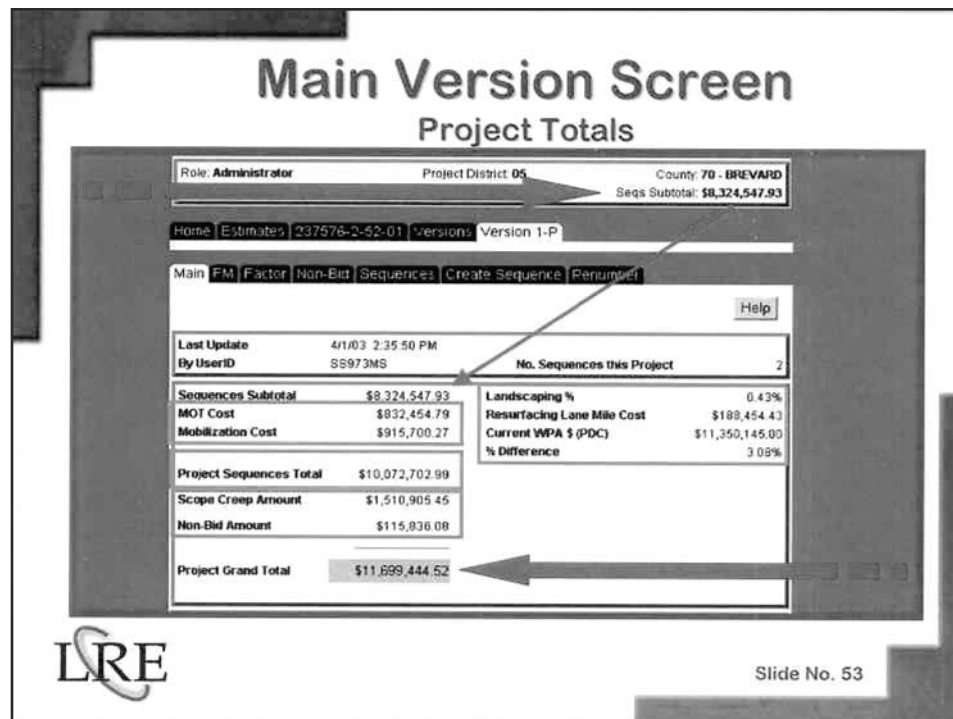 Main Version Screen
Project Totals
Role: Administrator Project District: 05 County: 70 - BREVARD
Seqs Subtotal: $8,324,547.93
Home Estimates 237576-2-52-01 Versions Version 1-P
Main FM Factor Non-Bid Sequences Create Sequence Renumber
Help
Last Update 4/1/03 2:35:50 PM
By UserID SS973MS No. Sequences this Project 2
Sequences Subtotal $8,324,547.93 Landscaping % 0.43%
MOT Cost $832,454.79 Resurfacing Lane Mile Cost $188,454.43
Mobilization Cost $915,700.27 Current WPA $ (PDC) $11,350,145.00
% Difference 3.08%
Project Sequences Total $10,072,702.99
Scope Creep Amount $1,510,905.45
Non-Bid Amount $115,836.08
Project Grand Total $11,699,444.52
LRE
Slide No. 53